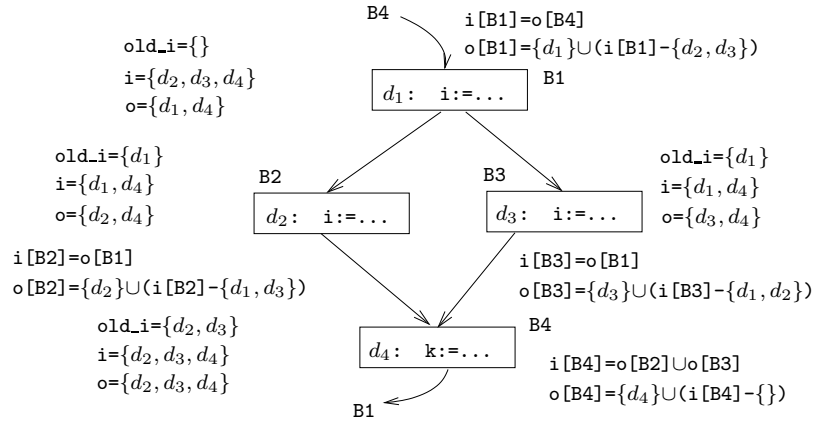 B4
i[B1]=o[B4]
o[B1]={d₁}∪(i[B1]-{d₂,d₃})
old_i={}
i={d₂,d₃,d₄}
o={d₁,d₄}
B1
d₁: i:=...
old_i={d₁}
i={d₁,d₄}
o={d₂,d₄}
B2
d₂: i:=...
B3
d₃: i:=...
old_i={d₁}
i={d₁,d₄}
o={d₃,d₄}
i[B2]=o[B1]
o[B2]={d₂}∪(i[B2]-{d₁,d₃})
i[B3]=o[B1]
o[B3]={d₃}∪(i[B3]-{d₁,d₂})
old_i={d₂,d₃}
i={d₂,d₃,d₄}
o={d₂,d₃,d₄}
B4
d₄: k:=...
i[B4]=o[B2]∪o[B3]
o[B4]={d₄}∪(i[B4]-{})
B1